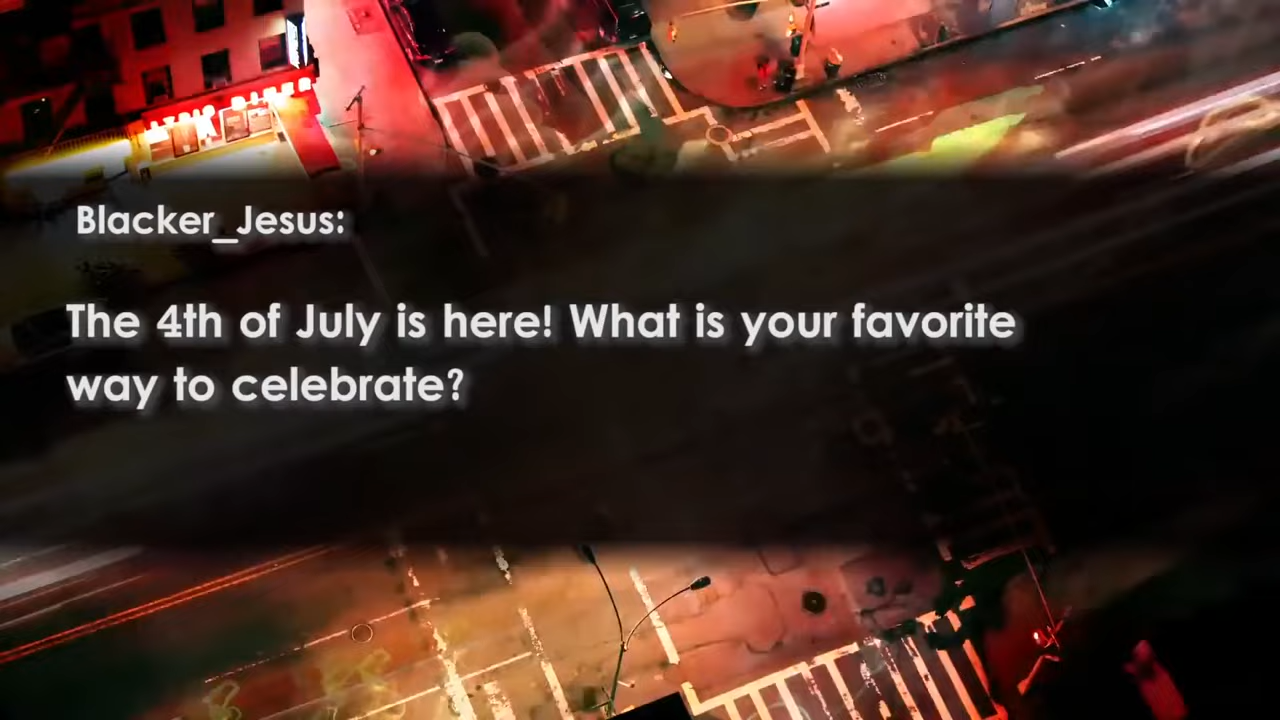 Blacker_Jesus:
The 4th of July is here! What is your favorite
way to celebrate?